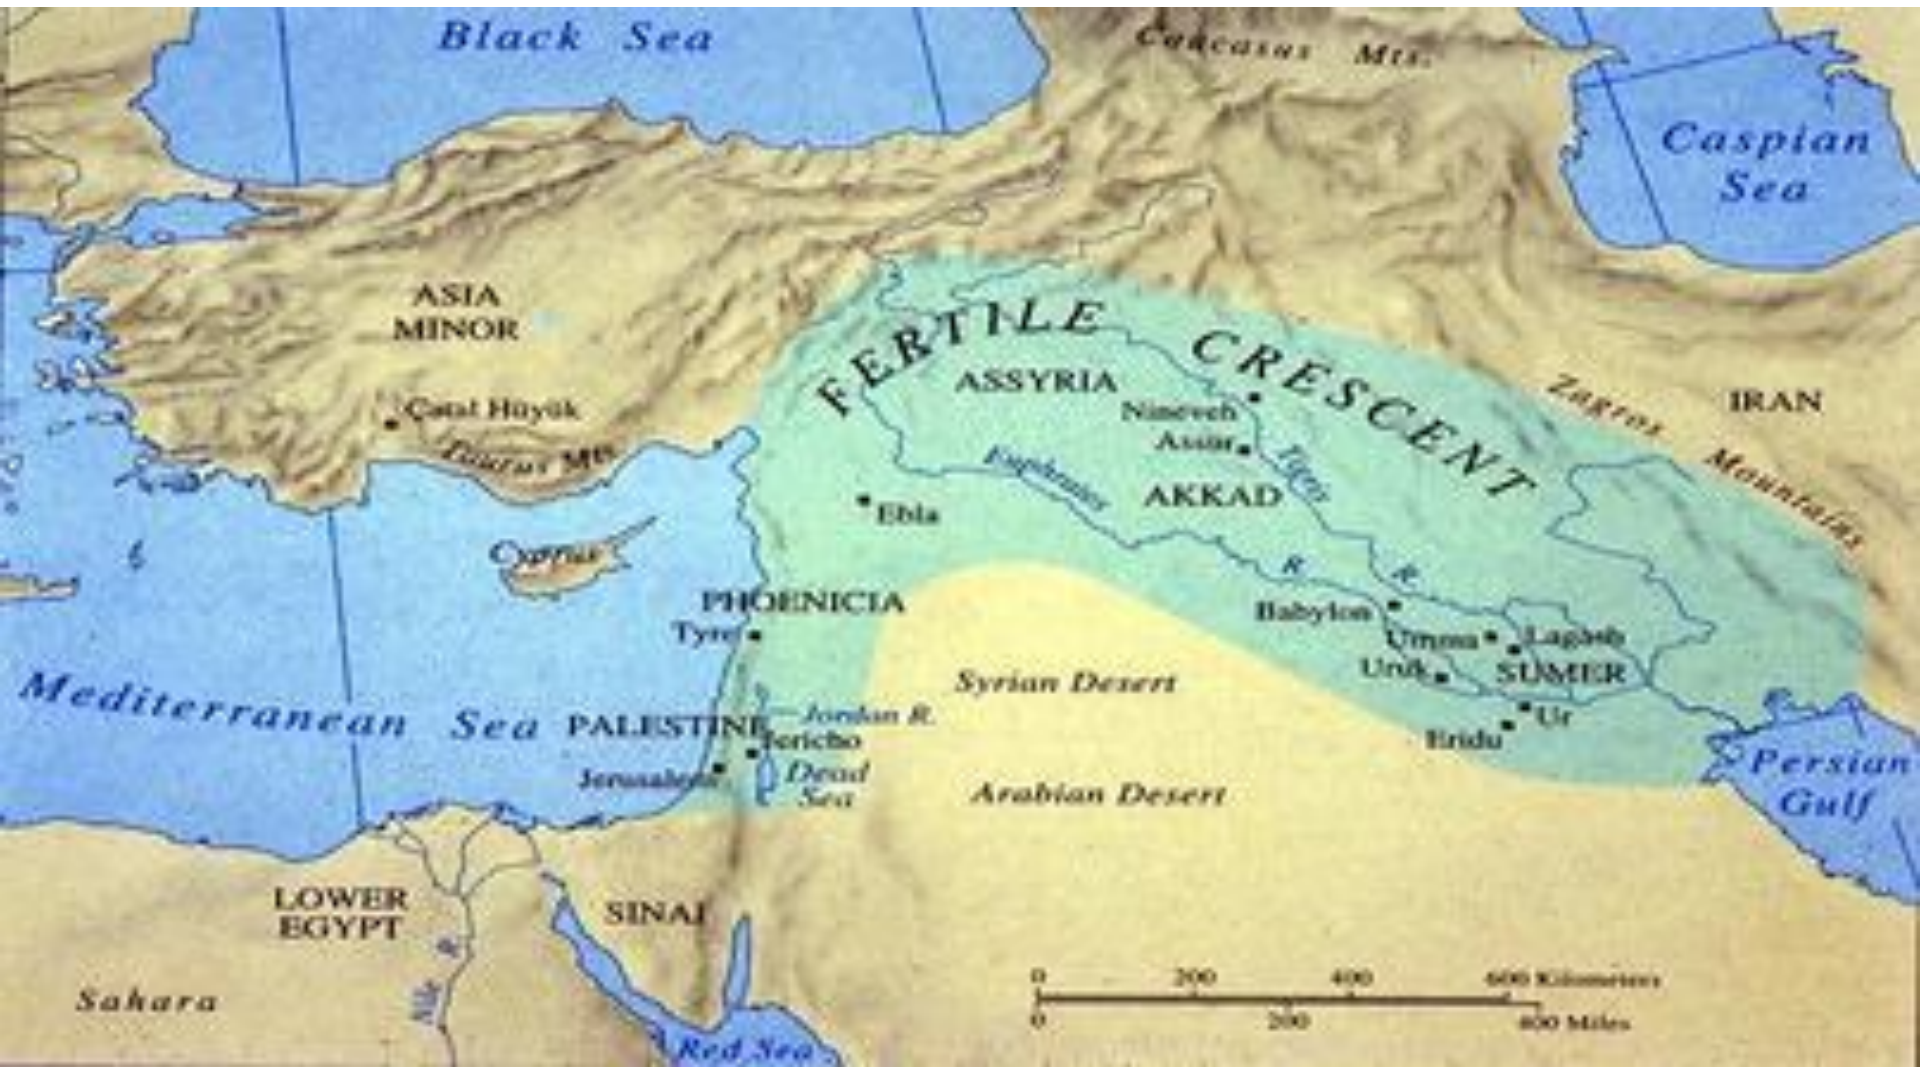 Black Sea
Caucasus Mts.
Caspian
Sea
ASIA
MINOR
FERTILE CRESCENT
ASSYRIA
Nineveh
Assur
Zagros Mountains
IRAN
Çatal Hüyük
Taurus Mts.
Euphrates R.
Tigris R.
AKKAD
Ebla
Cyprus
PHOENICIA
Tyre
Babylon
Umma
Lagash
Uruk
SUMER
Syrian Desert
Mediterranean Sea
PALESTINE
Jordan R.
Jericho
Ur
Eridu
Jerusalem
Dead
Sea
Persian
Gulf
Arabian Desert
LOWER
EGYPT
SINAI
Nile R.
Sahara
0 200 400 600 Kilometers
0 200 400 Miles
Red Sea